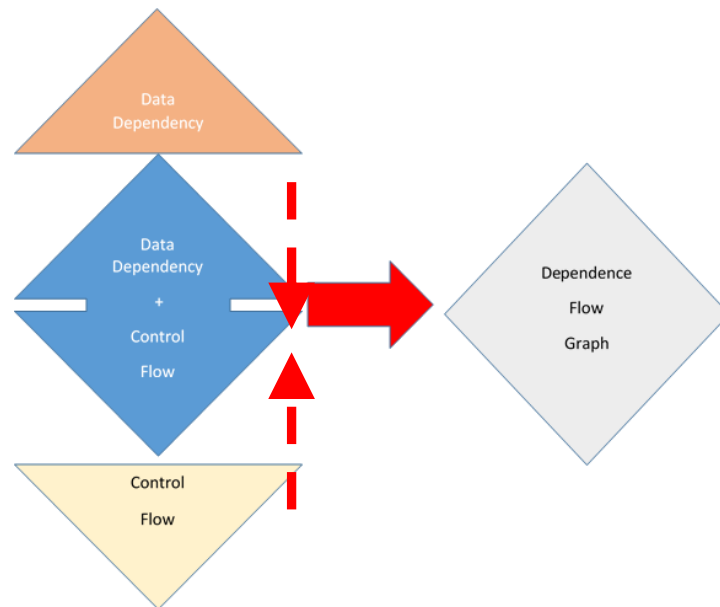 Data
Dependency
Data
Dependency
+
Control
Flow
Control
Flow
Dependence
Flow
Graph